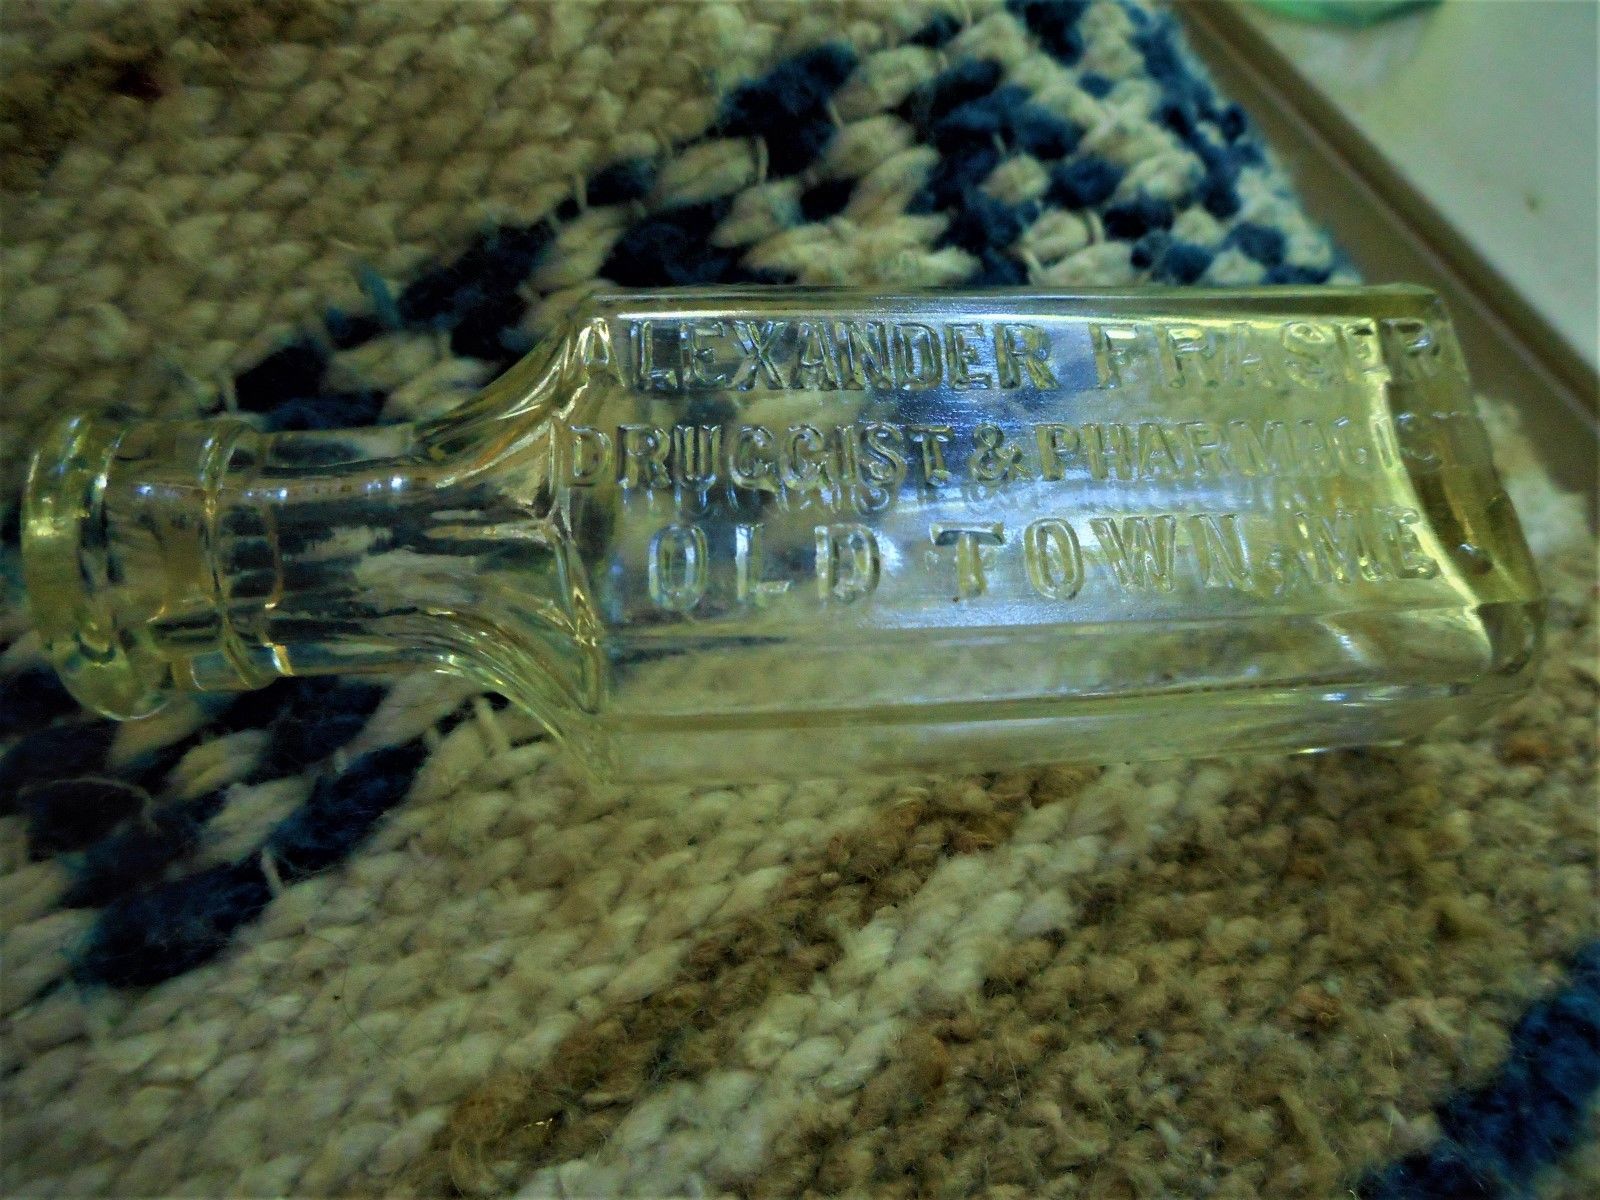 ALEXANDER FRASER
DRUGGIST & PHARMACIST
OLD TOWN, ME.